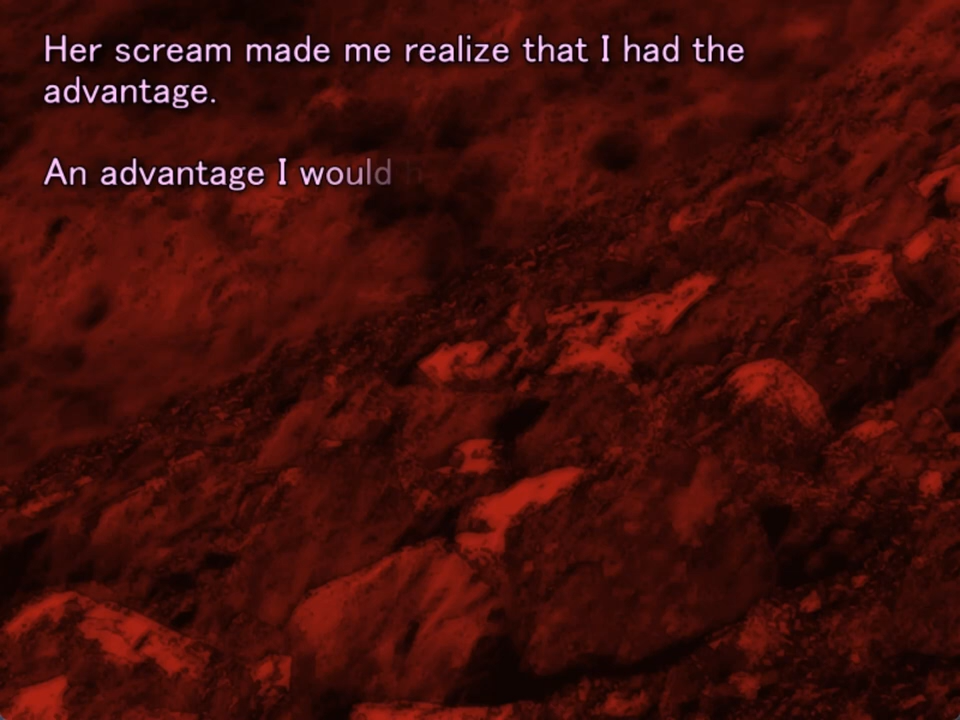 Her scream made me realize that I had the
advantage.
An advantage I would